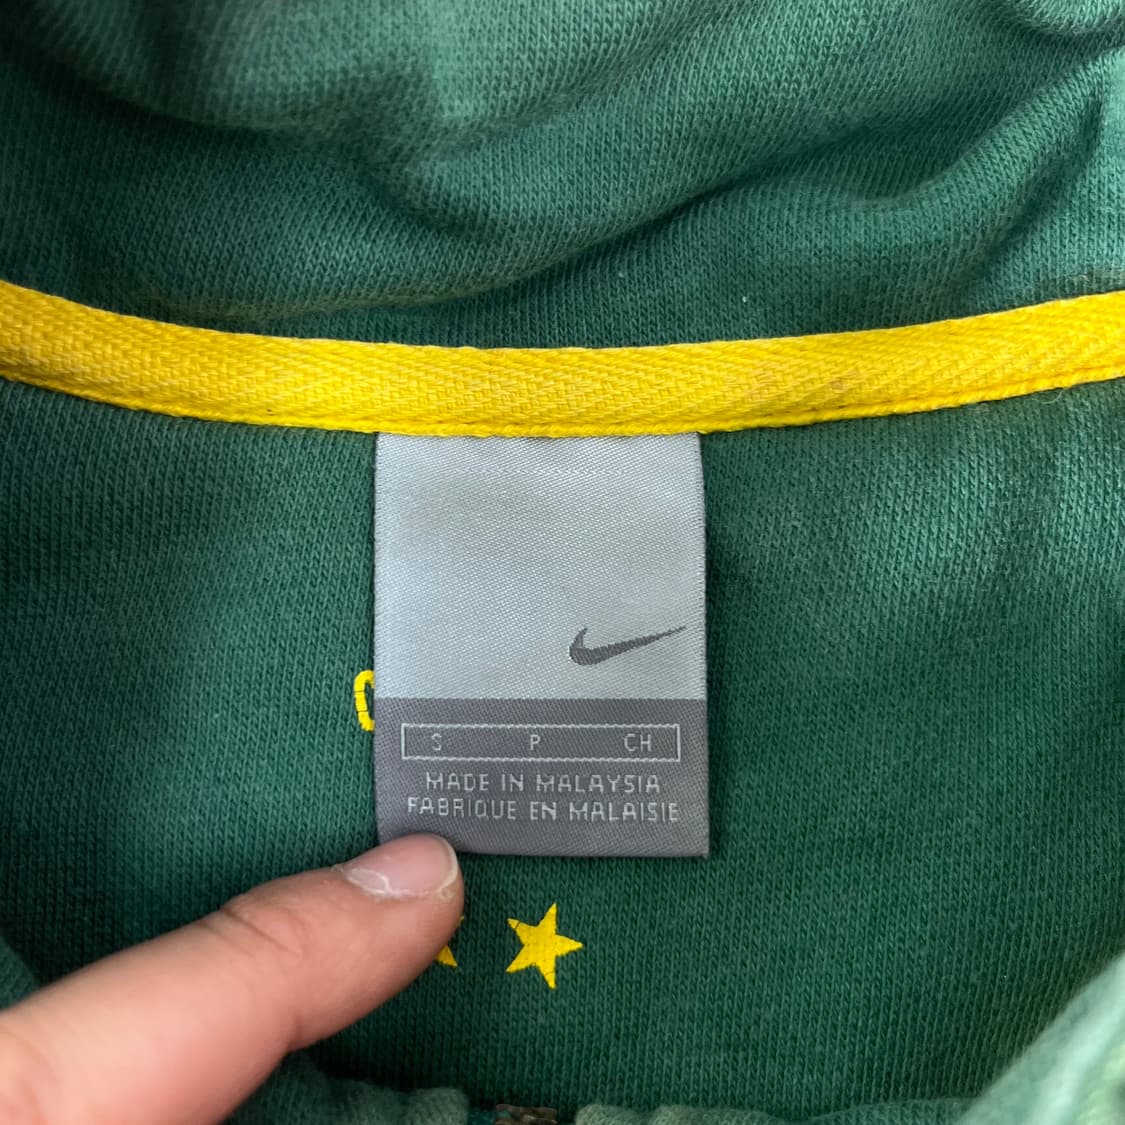 S P CH
MADE IN MALAYSIA
FABRIQUE EN MALAISIE